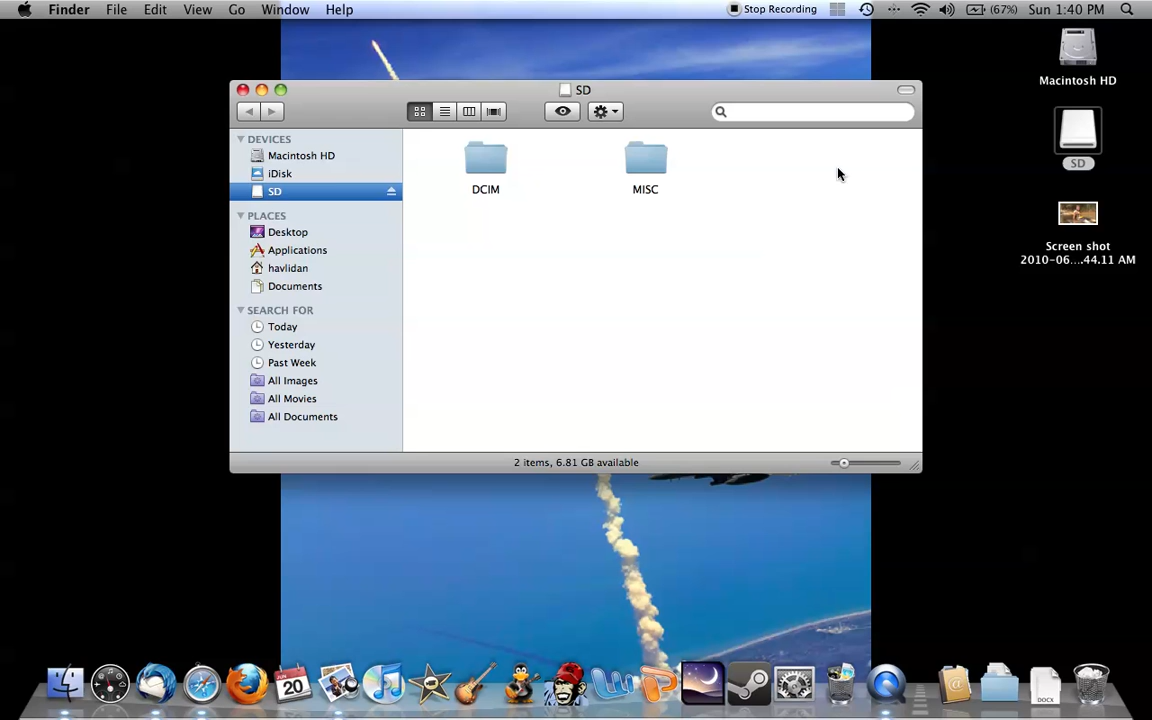 Finder File Edit View Go Window Help
Stop Recording (67%) Sun 1:40 PM
SD
DEVICES
Macintosh HD
iDisk
SD
PLACES
Desktop
Applications
havlidan
Documents
SEARCH FOR
Today
Yesterday
Past Week
All Images
All Movies
All Documents
DCIM MISC
2 items, 6.81 GB available
Macintosh HD
SD
Screen shot
2010-06....44.11 AM
JUN
20
DOCX